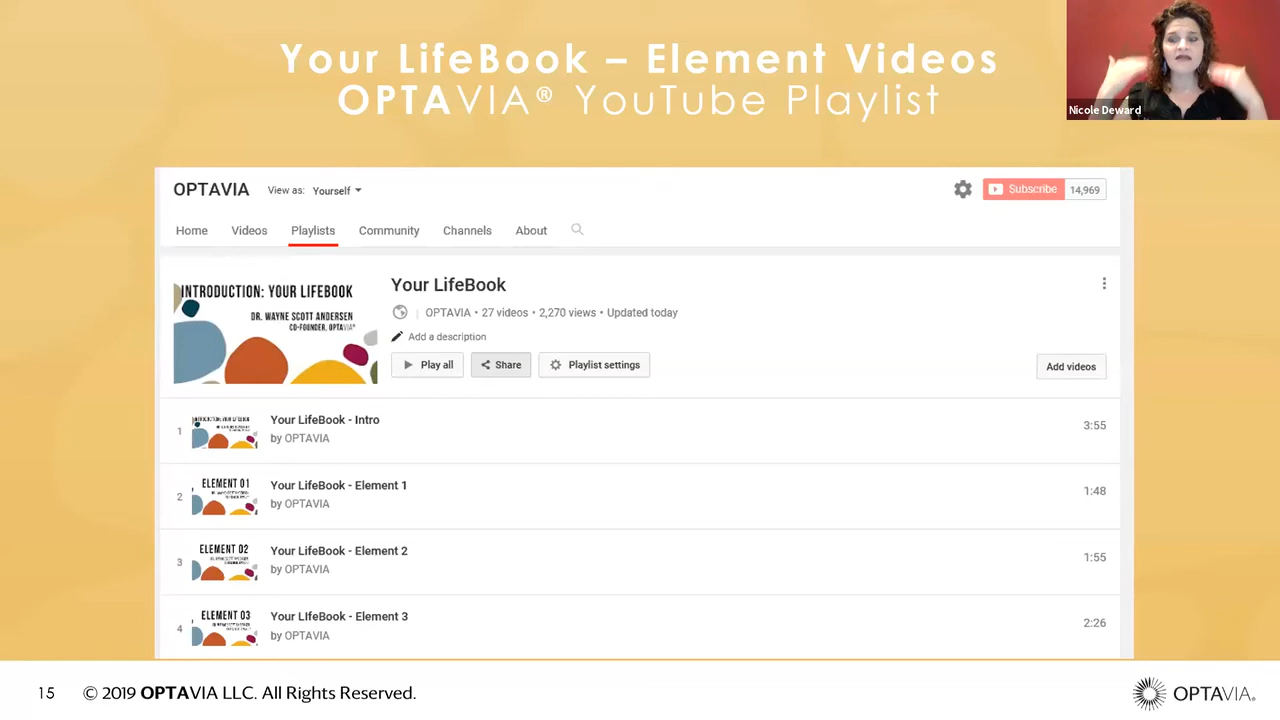 Your LifeBook – Element Videos
OPTAVIA® YouTube Playlist
Nicole Deward
OPTAVIA View as: Yourself
Subscribe 14,969
Home Videos Playlists Community Channels About
INTRODUCTION: YOUR LIFEBOOK
DR. WAYNE SCOTT ANDERSEN
CO-FOUNDER, OPTAVIA®
Your LifeBook
OPTAVIA • 27 videos • 2,270 views • Updated today
Add a description
Play all Share Playlist settings
Add videos
1
INTRODUCTION: YOUR LIFEBOOK
Your LifeBook - Intro
by OPTAVIA
3:55
2
ELEMENT 01
Your LifeBook - Element 1
by OPTAVIA
1:48
3
ELEMENT 02
Your LifeBook - Element 2
by OPTAVIA
1:55
4
ELEMENT 03
Your LIfeBook - Element 3
by OPTAVIA
2:26
15 © 2019 OPTAVIA LLC. All Rights Reserved.
OPTAVIA®